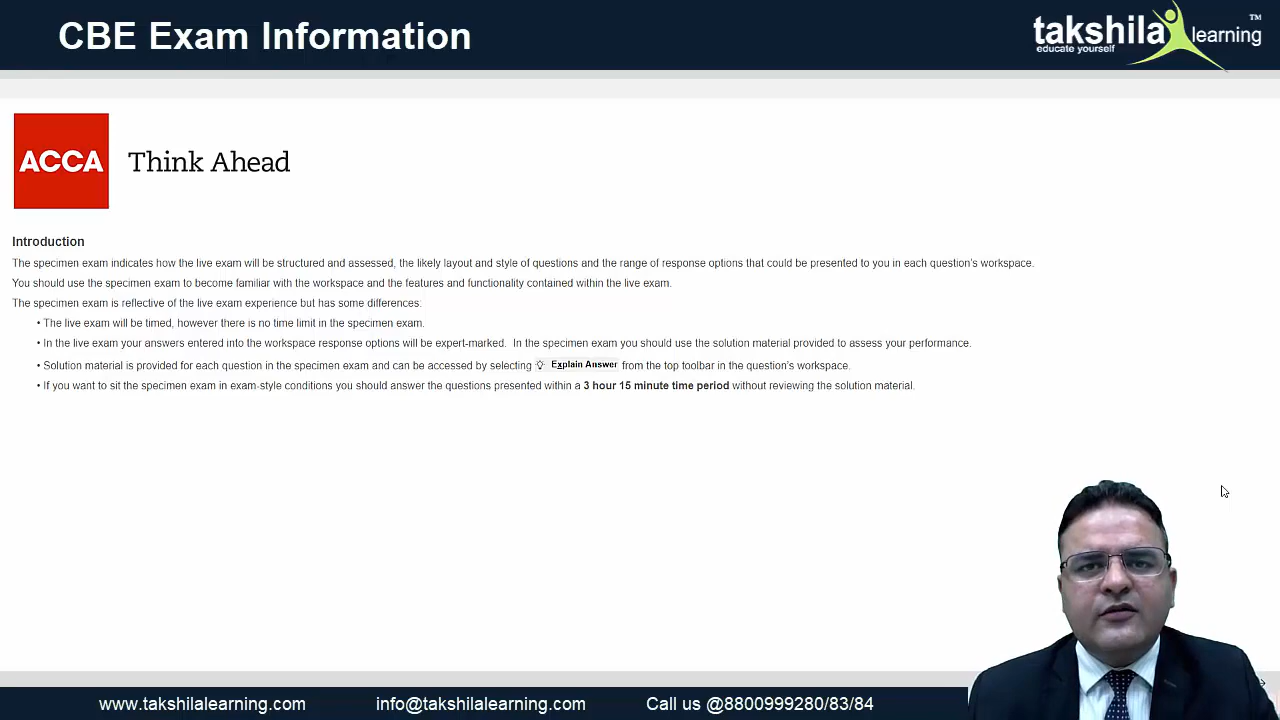 CBE Exam Information
takshila learning ™
educate yourself
ACCA
Think Ahead
Introduction
The specimen exam indicates how the live exam will be structured and assessed, the likely layout and style of questions and the range of response options that could be presented to you in each question's workspace.
You should use the specimen exam to become familiar with the workspace and the features and functionality contained within the live exam.
The specimen exam is reflective of the live exam experience but has some differences:
• The live exam will be timed, however there is no time limit in the specimen exam.
• In the live exam your answers entered into the workspace response options will be expert-marked. In the specimen exam you should use the solution material provided to assess your performance.
• Solution material is provided for each question in the specimen exam and can be accessed by selecting Explain Answer from the top toolbar in the question's workspace.
• If you want to sit the specimen exam in exam-style conditions you should answer the questions presented within a 3 hour 15 minute time period without reviewing the solution material.
www.takshilalearning.com info@takshilalearning.com Call us @8800999280/83/84